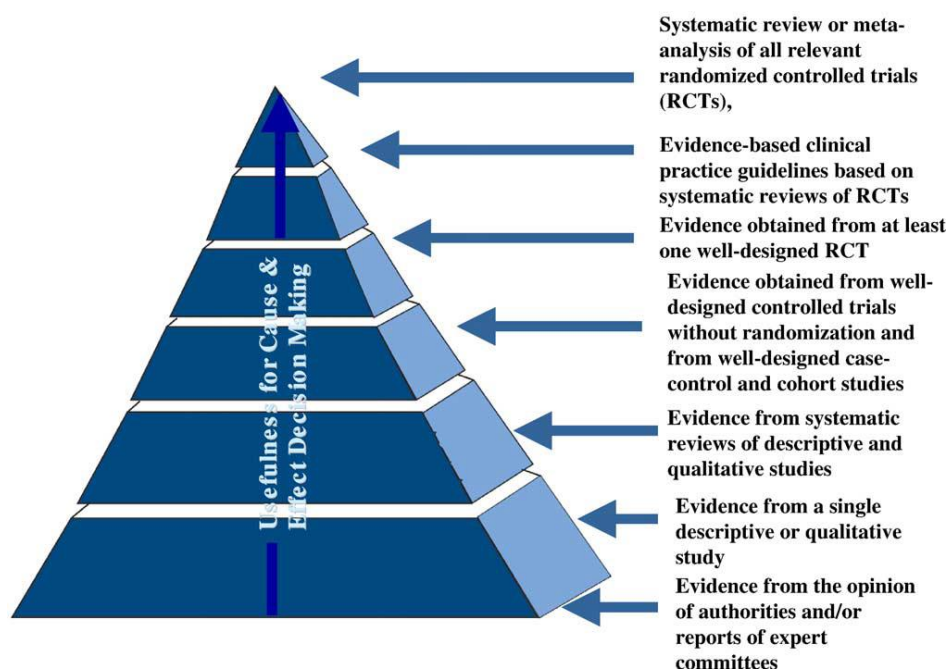 Systematic review or meta-
analysis of all relevant
randomized controlled trials
(RCTs),
Evidence-based clinical
practice guidelines based on
systematic reviews of RCTs
Evidence obtained from at least
one well-designed RCT
Evidence obtained from well-
designed controlled trials
without randomization and
from well-designed case-
control and cohort studies
Evidence from systematic
reviews of descriptive and
qualitative studies
Evidence from a single
descriptive or qualitative
study
Evidence from the opinion
of authorities and/or
reports of expert
committees
Usefulness for Cause &
Effect Decision Making